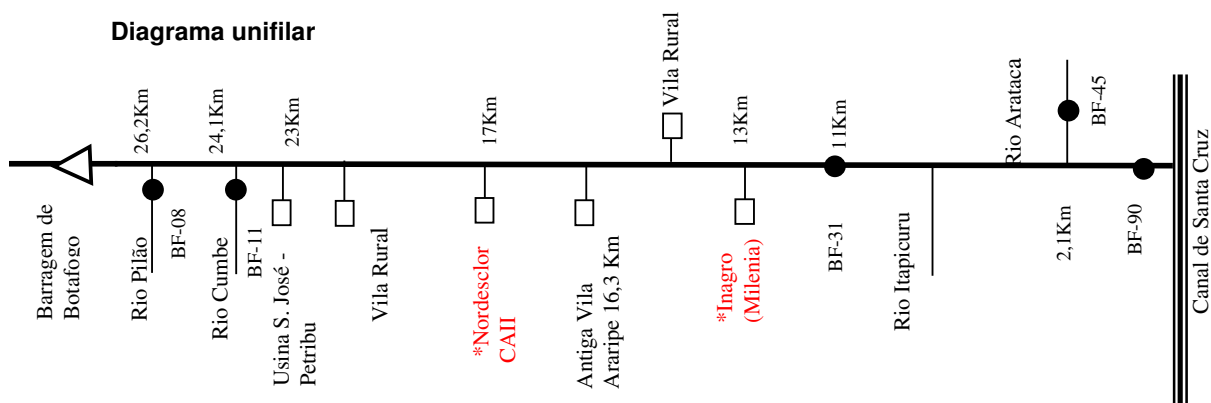 Diagrama unifilar
26,2Km
24,1Km
23Km
17Km
Vila Rural
13Km
11Km
Rio Arataca
BF-45
Barragem de
Botafogo
Rio Pilão
BF-08
Rio Cumbe
BF-11
Usina S. José -
Petribu
Vila Rural
*Nordesclor
CAII
Antiga Vila
Araripe 16,3 Km
*Inagro
(Milenia)
BF-31
Rio Itapicuru
2,1Km
BF-90
Canal de Santa Cruz